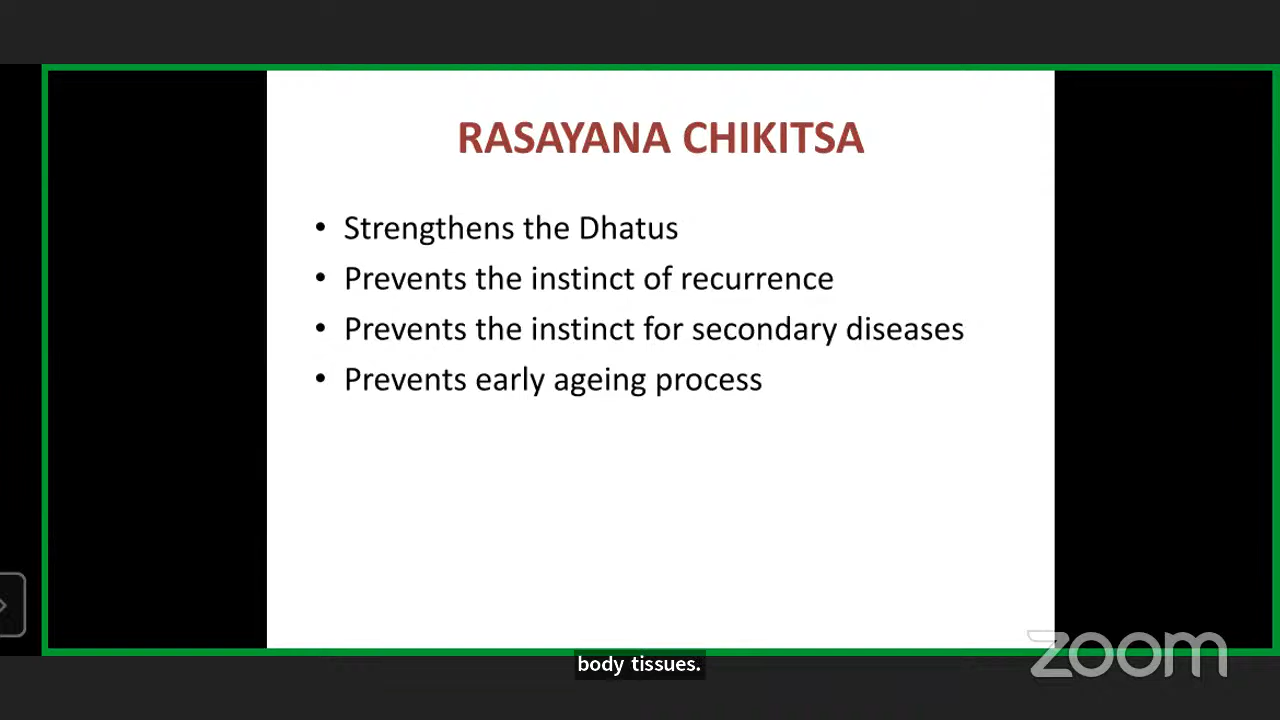 RASAYANA CHIKITSA
• Strengthens the Dhatus
• Prevents the instinct of recurrence
• Prevents the instinct for secondary diseases
• Prevents early ageing process
zoom
body tissues.